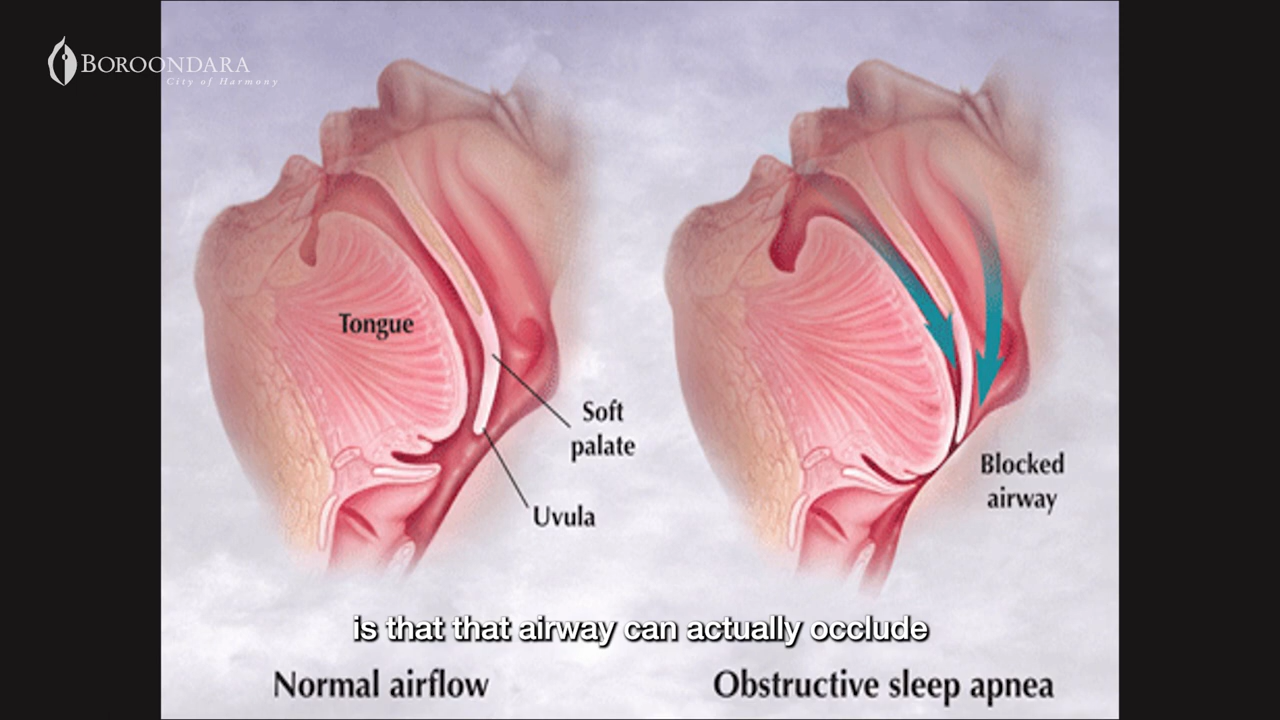 BOROONDARA
City of Harmony
Tongue
Soft
palate
Uvula
Blocked
airway
is that that airway can actually occlude
Normal airflow
Obstructive sleep apnea